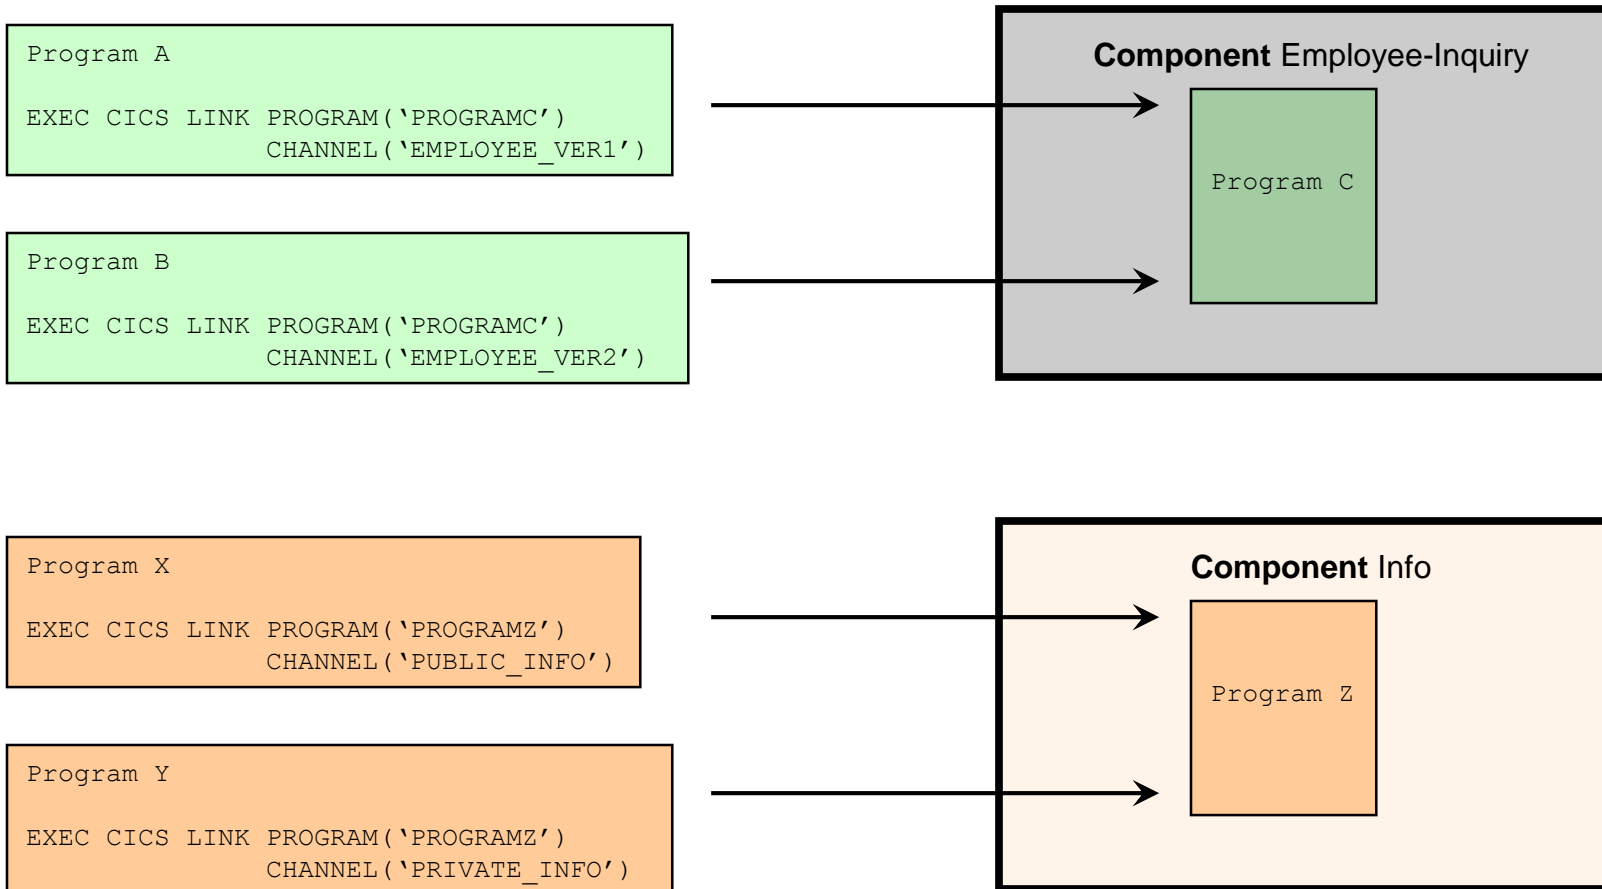 Program A
EXEC CICS LINK PROGRAM(‘PROGRAMC’)
CHANNEL(‘EMPLOYEE_VER1’)
Component Employee-Inquiry
Program C
Program B
EXEC CICS LINK PROGRAM(‘PROGRAMC’)
CHANNEL(‘EMPLOYEE_VER2’)
Program X
EXEC CICS LINK PROGRAM(‘PROGRAMZ’)
CHANNEL(‘PUBLIC_INFO’)
Component Info
Program Z
Program Y
EXEC CICS LINK PROGRAM(‘PROGRAMZ’)
CHANNEL(‘PRIVATE_INFO’)